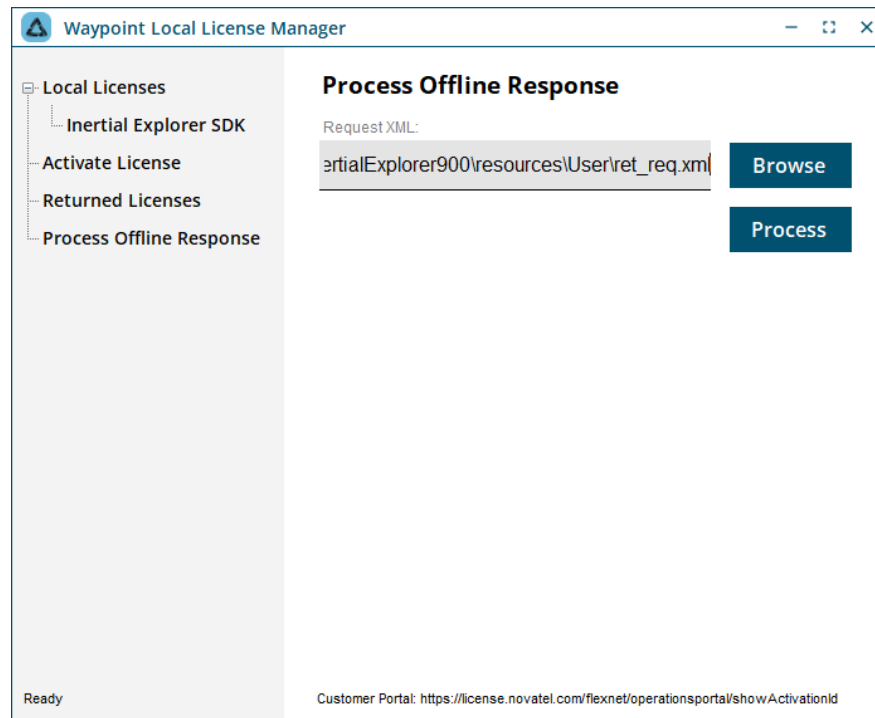 Waypoint Local License Manager
Local Licenses
Inertial Explorer SDK
Activate License
Returned Licenses
Process Offline Response
Process Offline Response
Request XML:
ertialExplorer900\resources\User\ret_req.xml
Browse
Process
Ready
Customer Portal: https://license.novatel.com/flexnet/operationsportal/showActivationId